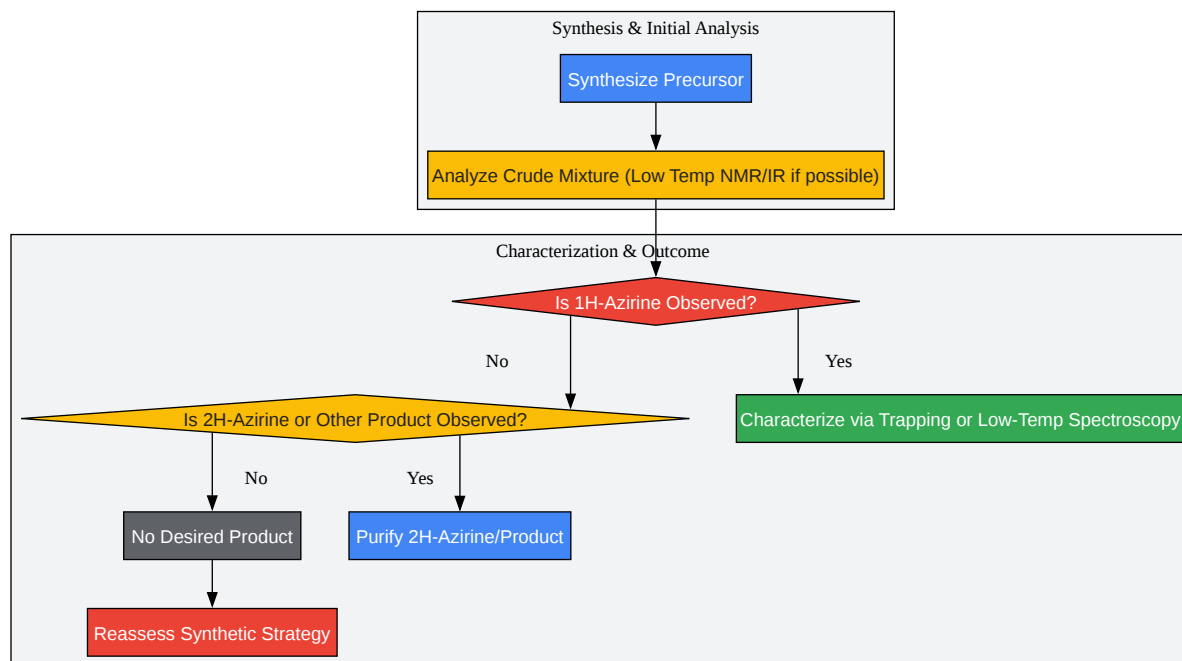 Synthesis & Initial Analysis
Synthesize Precursor
Analyze Crude Mixture (Low Temp NMR/IR if possible)
Characterization & Outcome
Is 1H-Azirine Observed?
No
Yes
Is 2H-Azirine or Other Product Observed?
Characterize via Trapping or Low-Temp Spectroscopy
No
Yes
No Desired Product
Purify 2H-Azirine/Product
Reassess Synthetic Strategy